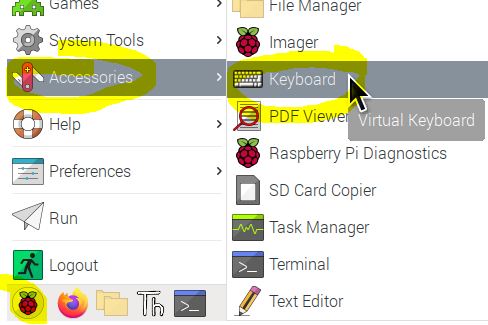 Games
System Tools
Accessories
Help
Preferences
Run
Logout
Th
File Manager
Imager
Keyboard
PDF Viewer
Virtual Keyboard
Raspberry Pi Diagnostics
SD Card Copier
Task Manager
Terminal
Text Editor